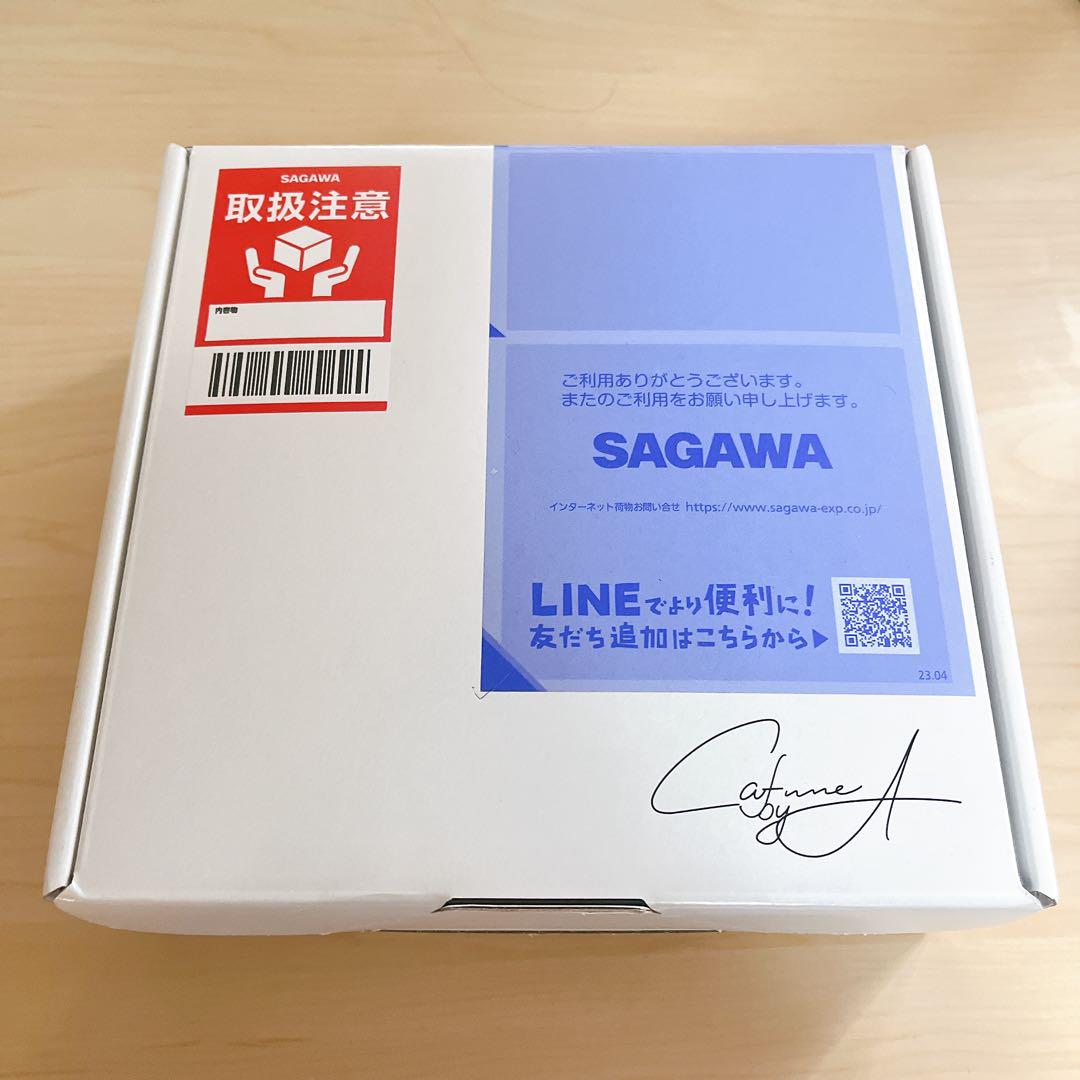 SAGAWA
取扱注意
内容物
ご利用ありがとうございます。
またのご利用をお願い申し上げます。
SAGAWA
インターネット荷物お問い合せ https://www.sagawa-exp.co.jp/
LINEでより便利に!
友だち追加はこちらから▶
23.04
Cafune
by A